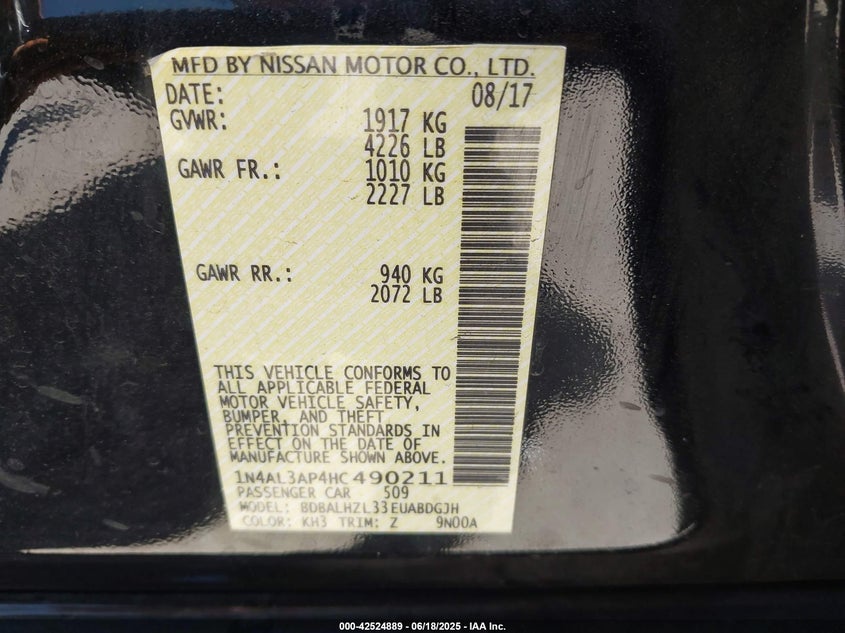 MFD BY NISSAN MOTOR CO., LTD.
DATE: 08/17
GVWR: 1917 KG
4226 LB
GAWR FR.: 1010 KG
2227 LB
GAWR RR.: 940 KG
2072 LB
THIS VEHICLE CONFORMS TO
ALL APPLICABLE FEDERAL
MOTOR VEHICLE SAFETY,
BUMPER, AND THEFT
PREVENTION STANDARDS IN
EFFECT ON THE DATE OF
MANUFACTURE SHOWN ABOVE.
1N4AL3AP4HC490211
PASSENGER CAR 509
MODEL: BDBALHZL33EUABDGJH
COLOR: KH3 TRIM: Z 9N00A
000-42524889 - 06/18/2025 - IAA Inc.